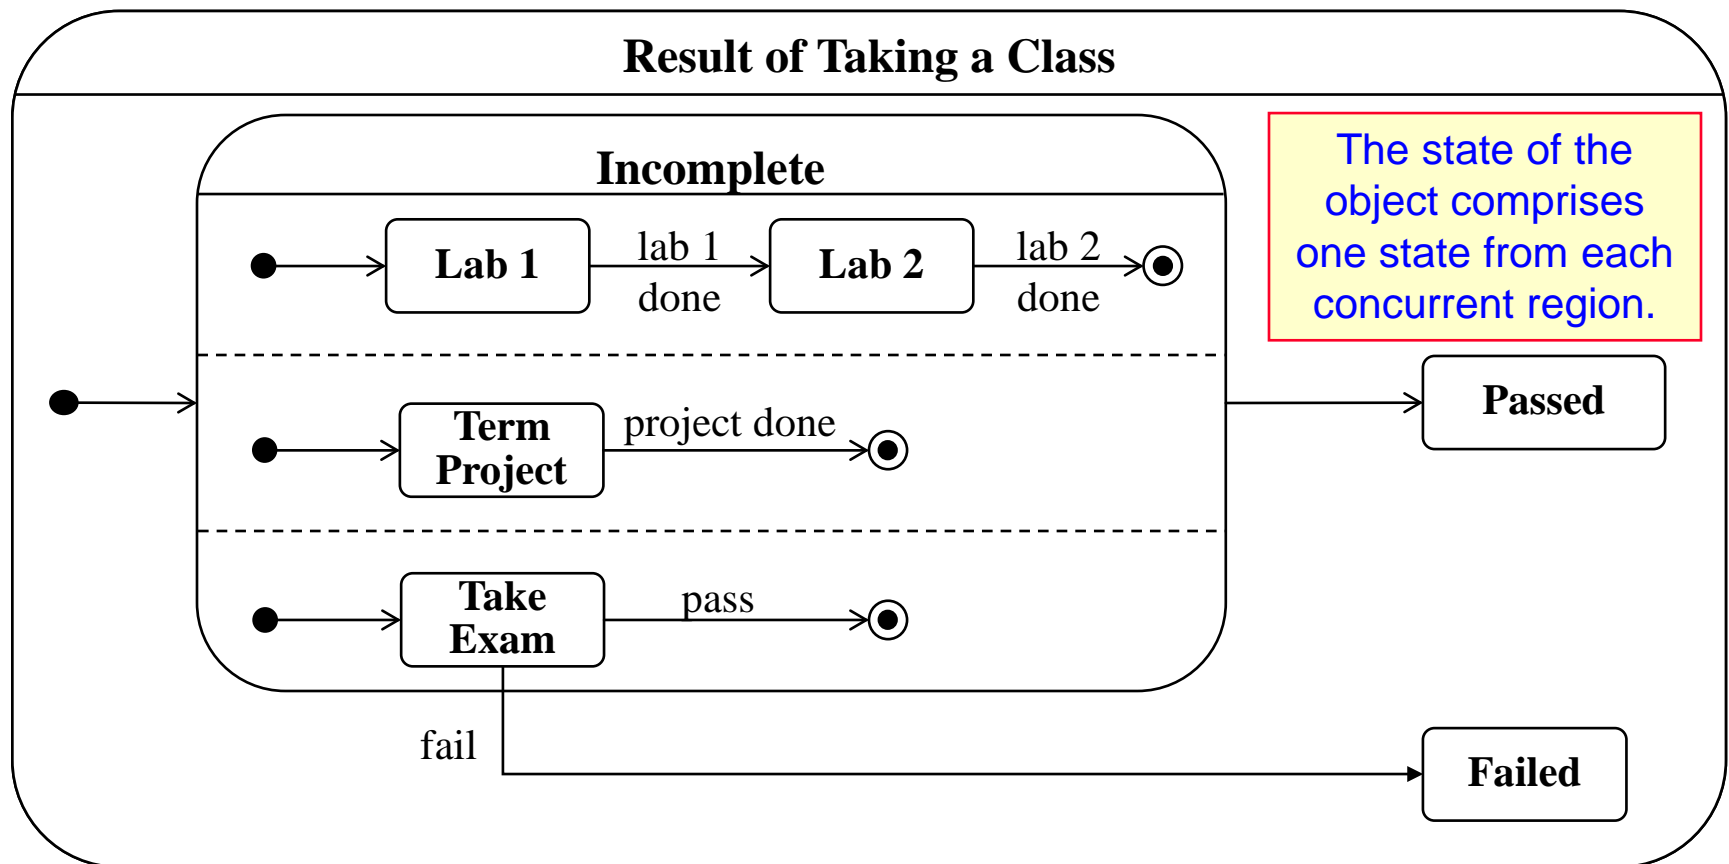 Result of Taking a Class
The state of the
object comprises
one state from each
concurrent region.
Incomplete
Lab 1
lab 1
done
Lab 2
lab 2
done
Term
Project
project done
Passed
Take
Exam
pass
fail
Failed